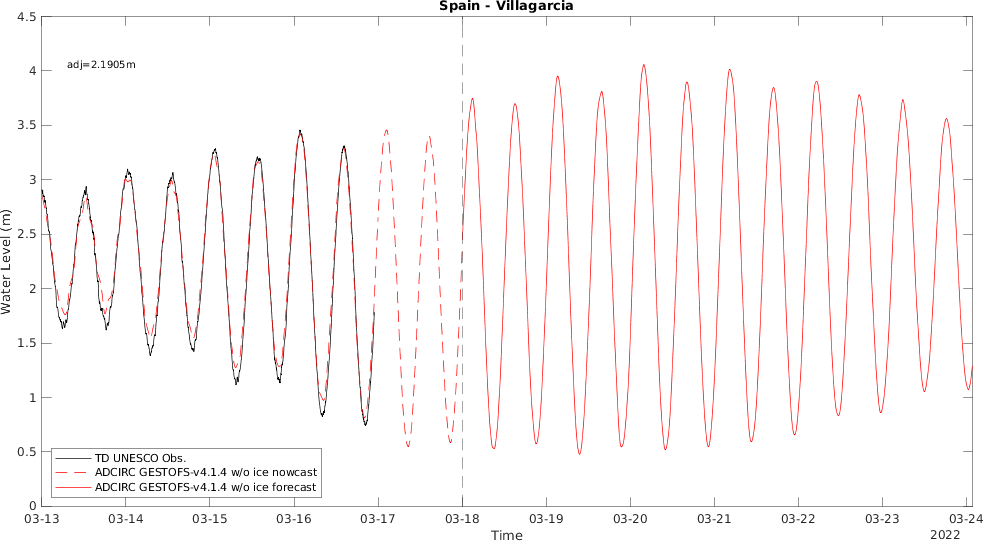 Spain - Villagarcia
4.5
4
3.5
3
2.5
2
1.5
1
0.5
0
Water Level (m)
adj=2.1905m
TD UNESCO Obs.
ADCIRC GESTOFS-v4.1.4 w/o ice nowcast
ADCIRC GESTOFS-v4.1.4 w/o ice forecast
03-13 03-14 03-15 03-16 03-17 03-18 03-19 03-20 03-21 03-22 03-23 03-24
Time
2022